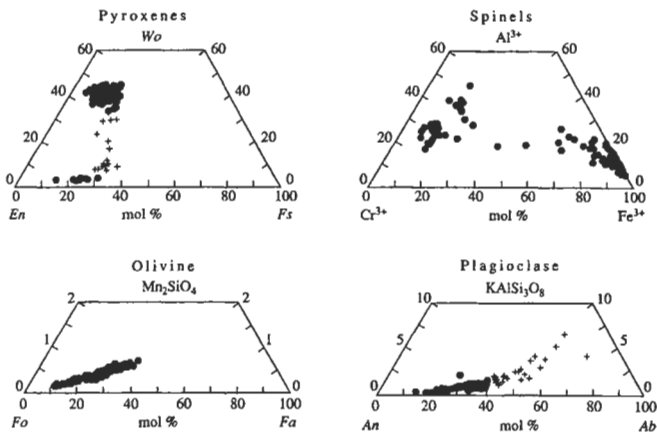 Pyroxenes
Wo
60 60
40 40
20 20
0 0
0 20 40 60 80 100
En mol % Fs
Spinels
Al³⁺
60 60
40 40
20 20
0 0
0 20 40 60 80 100
Cr³⁺ mol % Fe³⁺
Olivine
Mn₂SiO₄
2 2
1 1
0 0
0 20 40 60 80 100
Fo mol % Fa
Plagioclase
KAlSi₃O₈
10 10
5 5
0 0
0 20 40 60 80 100
An mol % Ab